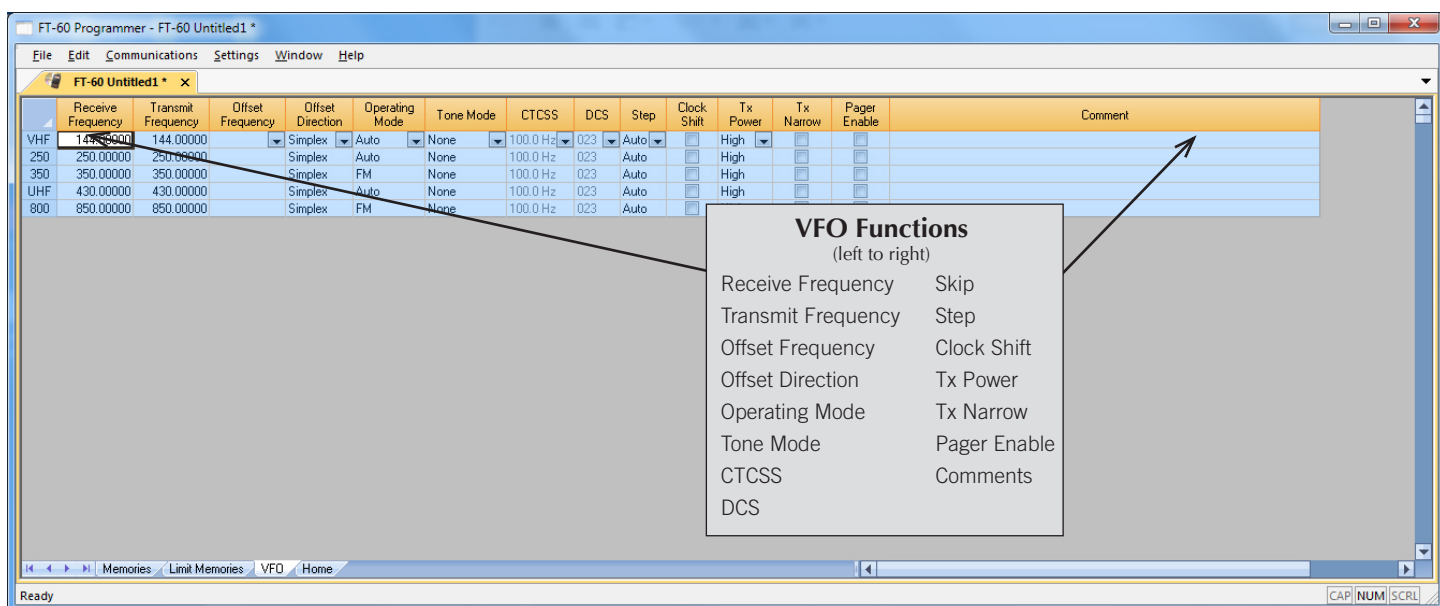 FT-60 Programmer - FT-60 Untitled1 *
File Edit Communications Settings Window Help
FT-60 Untitled1 * X
Receive Frequency Transmit Frequency Offset Frequency Offset Direction Operating Mode Tone Mode CTCSS DCS Step Clock Shift Tx Power Tx Narrow Pager Enable Comment
VHF 144.00000 144.00000 Simplex Auto None 100.0 Hz 023 Auto High
250 250.00000 250.00000 Simplex Auto None 100.0 Hz 023 Auto High
350 350.00000 350.00000 Simplex FM None 100.0 Hz 023 Auto High
UHF 430.00000 430.00000 Simplex Auto None 100.0 Hz 023 Auto High
800 850.00000 850.00000 Simplex FM None 100.0 Hz 023 Auto
VFO Functions
(left to right)
Receive Frequency Skip
Transmit Frequency Step
Offset Frequency Clock Shift
Offset Direction Tx Power
Operating Mode Tx Narrow
Tone Mode Pager Enable
CTCSS Comments
DCS
Memories Limit Memories VFO Home
Ready CAP NUM SCRL